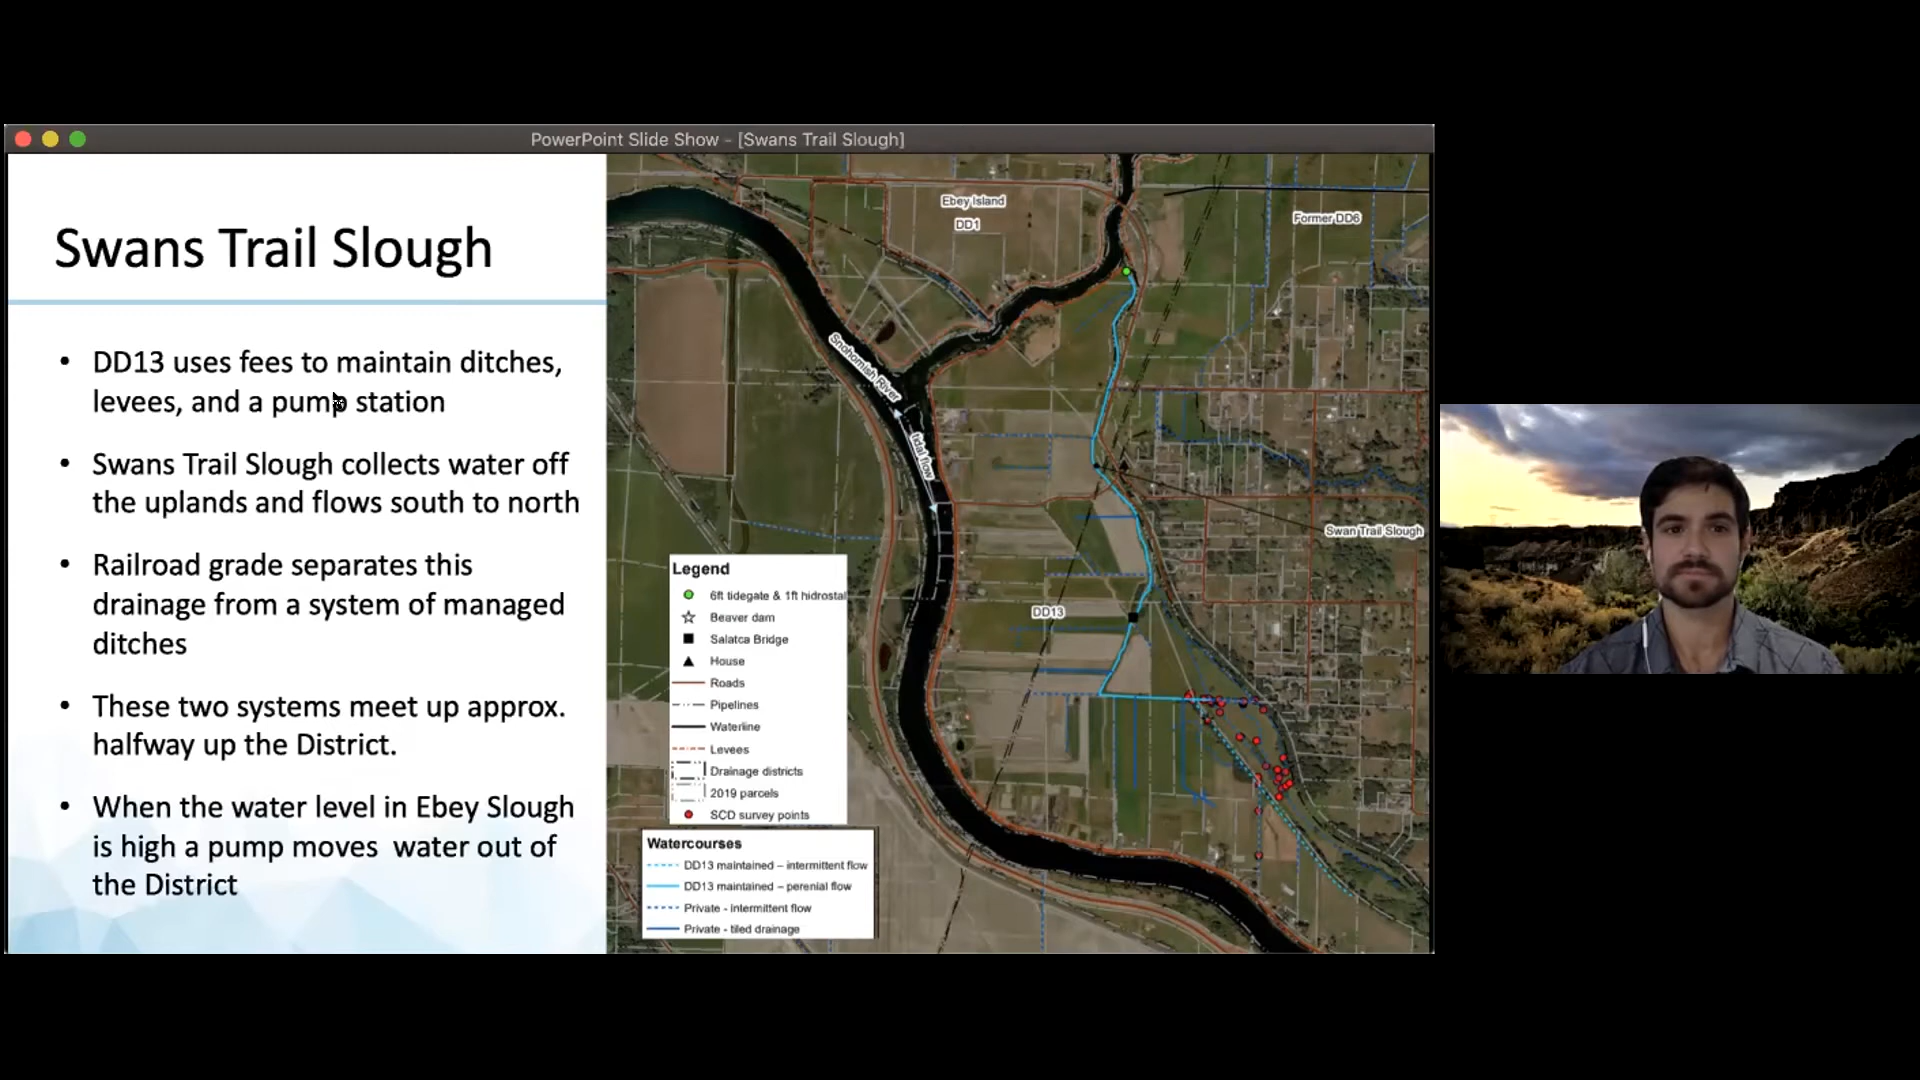 PowerPoint Slide Show - [Swans Trail Slough]
Swans Trail Slough
• DD13 uses fees to maintain ditches,
levees, and a pump station
• Swans Trail Slough collects water off
the uplands and flows south to north
• Railroad grade separates this
drainage from a system of managed
ditches
• These two systems meet up approx.
halfway up the District.
• When the water level in Ebey Slough
is high a pump moves water out of
the District
Ebey Island
DD1
Former DD6
Snohomish River
tidal flow
Swan Trail Slough
DD13
Legend
6ft tidegate & 1ft hidrostal
Beaver dam
Salatca Bridge
House
Roads
Pipelines
Waterline
Levees
Drainage districts
2019 parcels
SCD survey points
Watercourses
DD13 maintained – intermittent flow
DD13 maintained – perenial flow
Private - intermittent flow
Private - tiled drainage